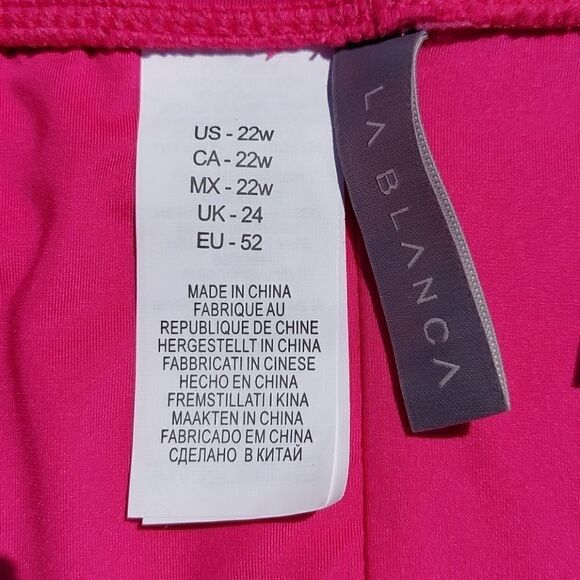 US - 22w
CA - 22w
MX - 22w
UK - 24
EU - 52
MADE IN CHINA
FABRIQUE AU
REPUBLIQUE DE CHINE
HERGESTELLT IN CHINA
FABBRICATI IN CINESE
HECHO EN CHINA
FREMSTILLATI I KINA
MAAKTEN IN CHINA
FABRICADO EM CHINA
СДЕЛАНО В КИТАЙ
LA BLANCA